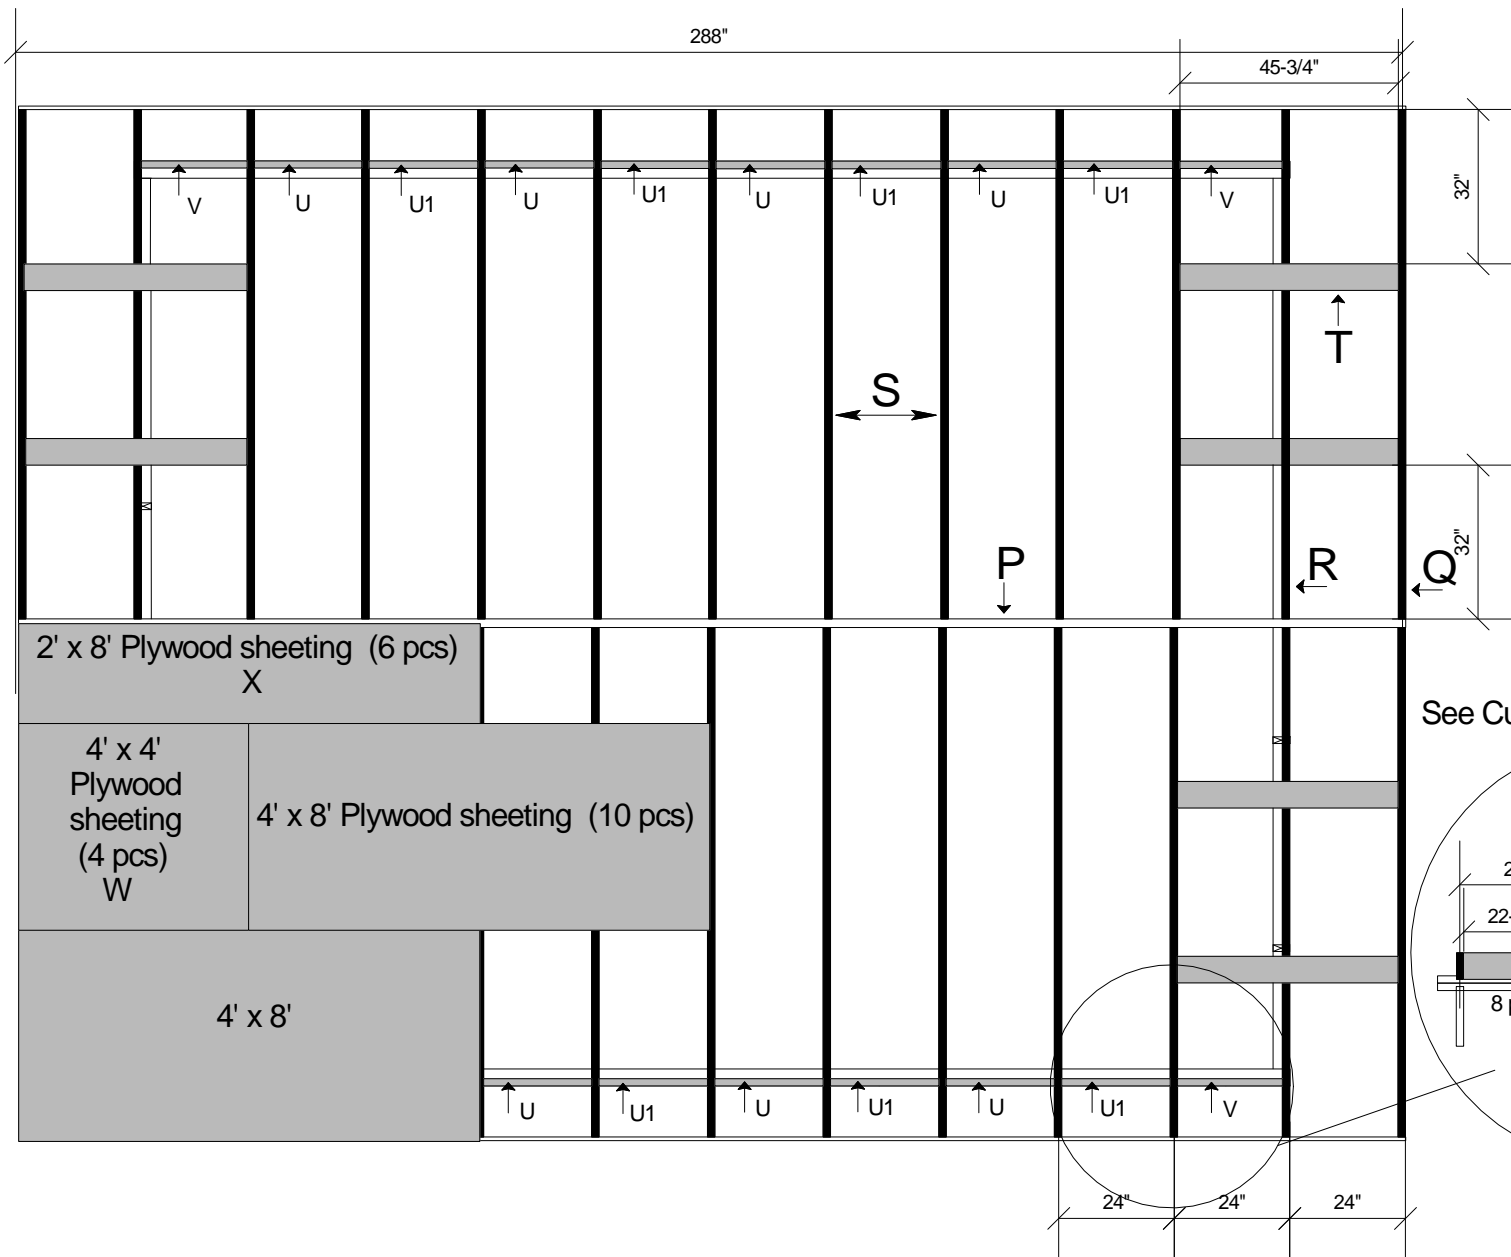 288"
45-3/4"
32"
V U U1 U U1 U U1 U U1 V
T
S
32"
P R Q
2' x 8' Plywood sheeting (6 pcs)
X
See Cu
4' x 4'
Plywood
sheeting
(4 pcs)
W
4' x 8' Plywood sheeting (10 pcs)
2
22-
8 p
4' x 8'
U U1 U U1 U U1 V
24" 24" 24"